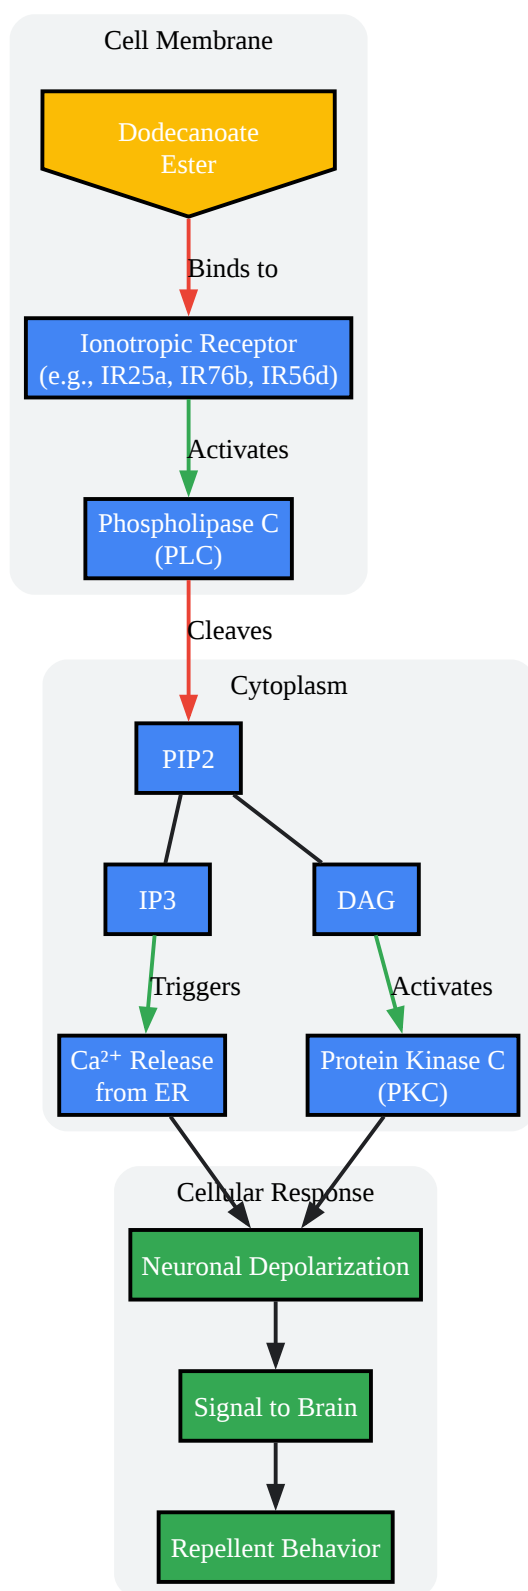 Cell Membrane
Dodecanoate
Ester
Binds to
Ionotropic Receptor
(e.g., IR25a, IR76b, IR56d)
Activates
Phospholipase C
(PLC)
Cleaves
Cytoplasm
PIP2
IP3
DAG
Triggers
Activates
Ca²⁺ Release
from ER
Protein Kinase C
(PKC)
Cellular Response
Neuronal Depolarization
Signal to Brain
Repellent Behavior